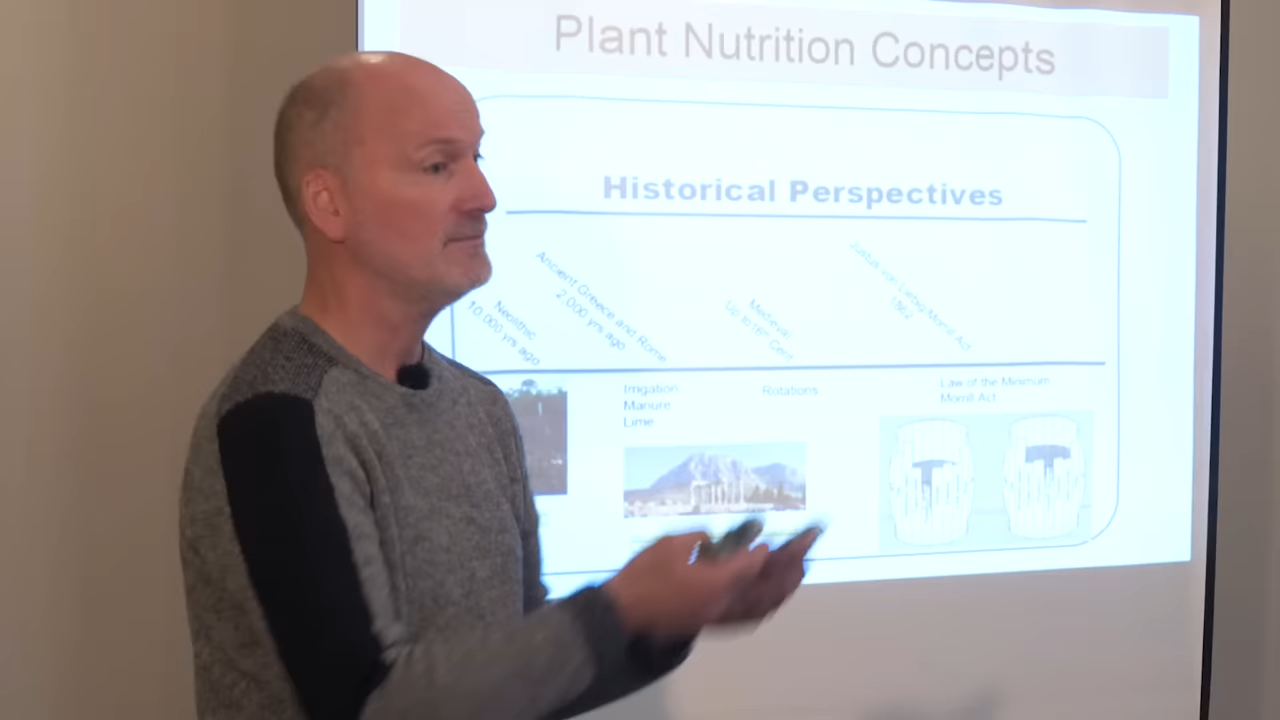 Plant Nutrition Concepts
Historical Perspectives
Neolithic
10,000 yrs ago
Ancient Greece and Rome
2,000 yrs ago
Medieval
Up to 16th Cent
Justus von Liebig/Morrill Act
1862
Irrigation
Manure
Lime
Rotations
Law of the Minimum
Morrill Act